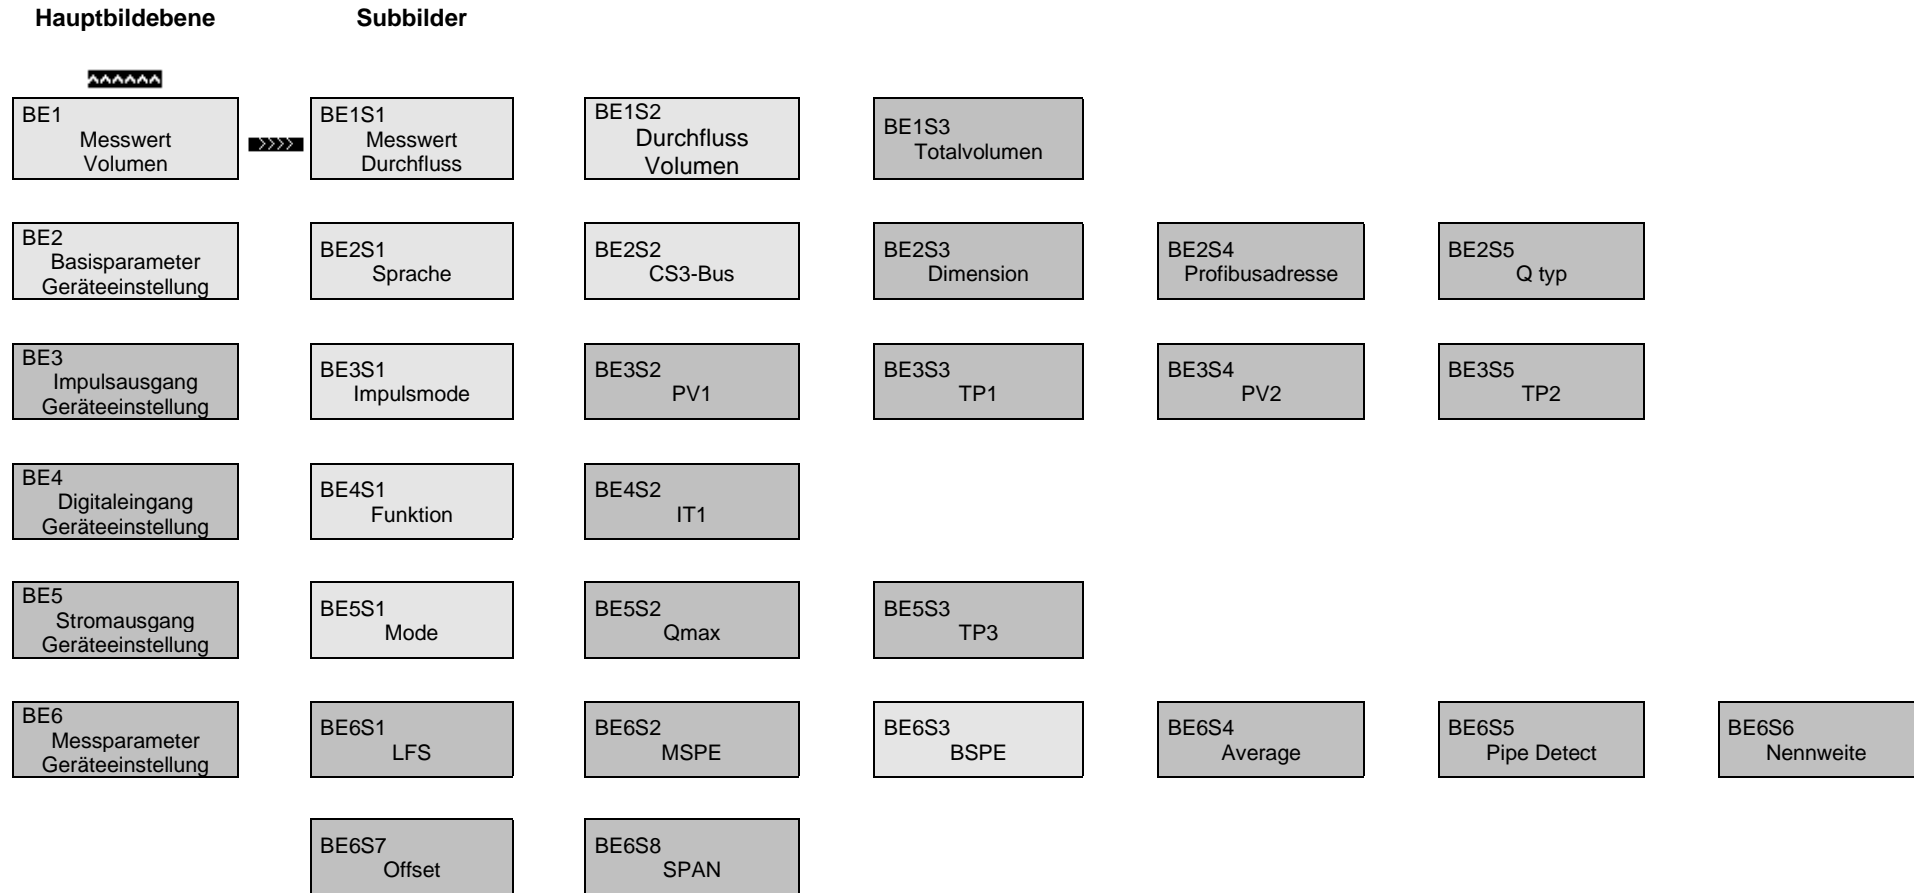 Hauptbildebene
Subbilder
^^^^^^
BE1
Messwert
Volumen
>>>>
BE1S1
Messwert
Durchfluss
BE1S2
Durchfluss
Volumen
BE1S3
Totalvolumen
BE2
Basisparameter
Geräteeinstellung
BE2S1
Sprache
BE2S2
CS3-Bus
BE2S3
Dimension
BE2S4
Profibusadresse
BE2S5
Q typ
BE3
Impulsausgang
Geräteeinstellung
BE3S1
Impulsmode
BE3S2
PV1
BE3S3
TP1
BE3S4
PV2
BE3S5
TP2
BE4
Digitaleingang
Geräteeinstellung
BE4S1
Funktion
BE4S2
IT1
BE5
Stromausgang
Geräteeinstellung
BE5S1
Mode
BE5S2
Qmax
BE5S3
TP3
BE6
Messparameter
Geräteeinstellung
BE6S1
LFS
BE6S2
MSPE
BE6S3
BSPE
BE6S4
Average
BE6S5
Pipe Detect
BE6S6
Nennweite
BE6S7
Offset
BE6S8
SPAN